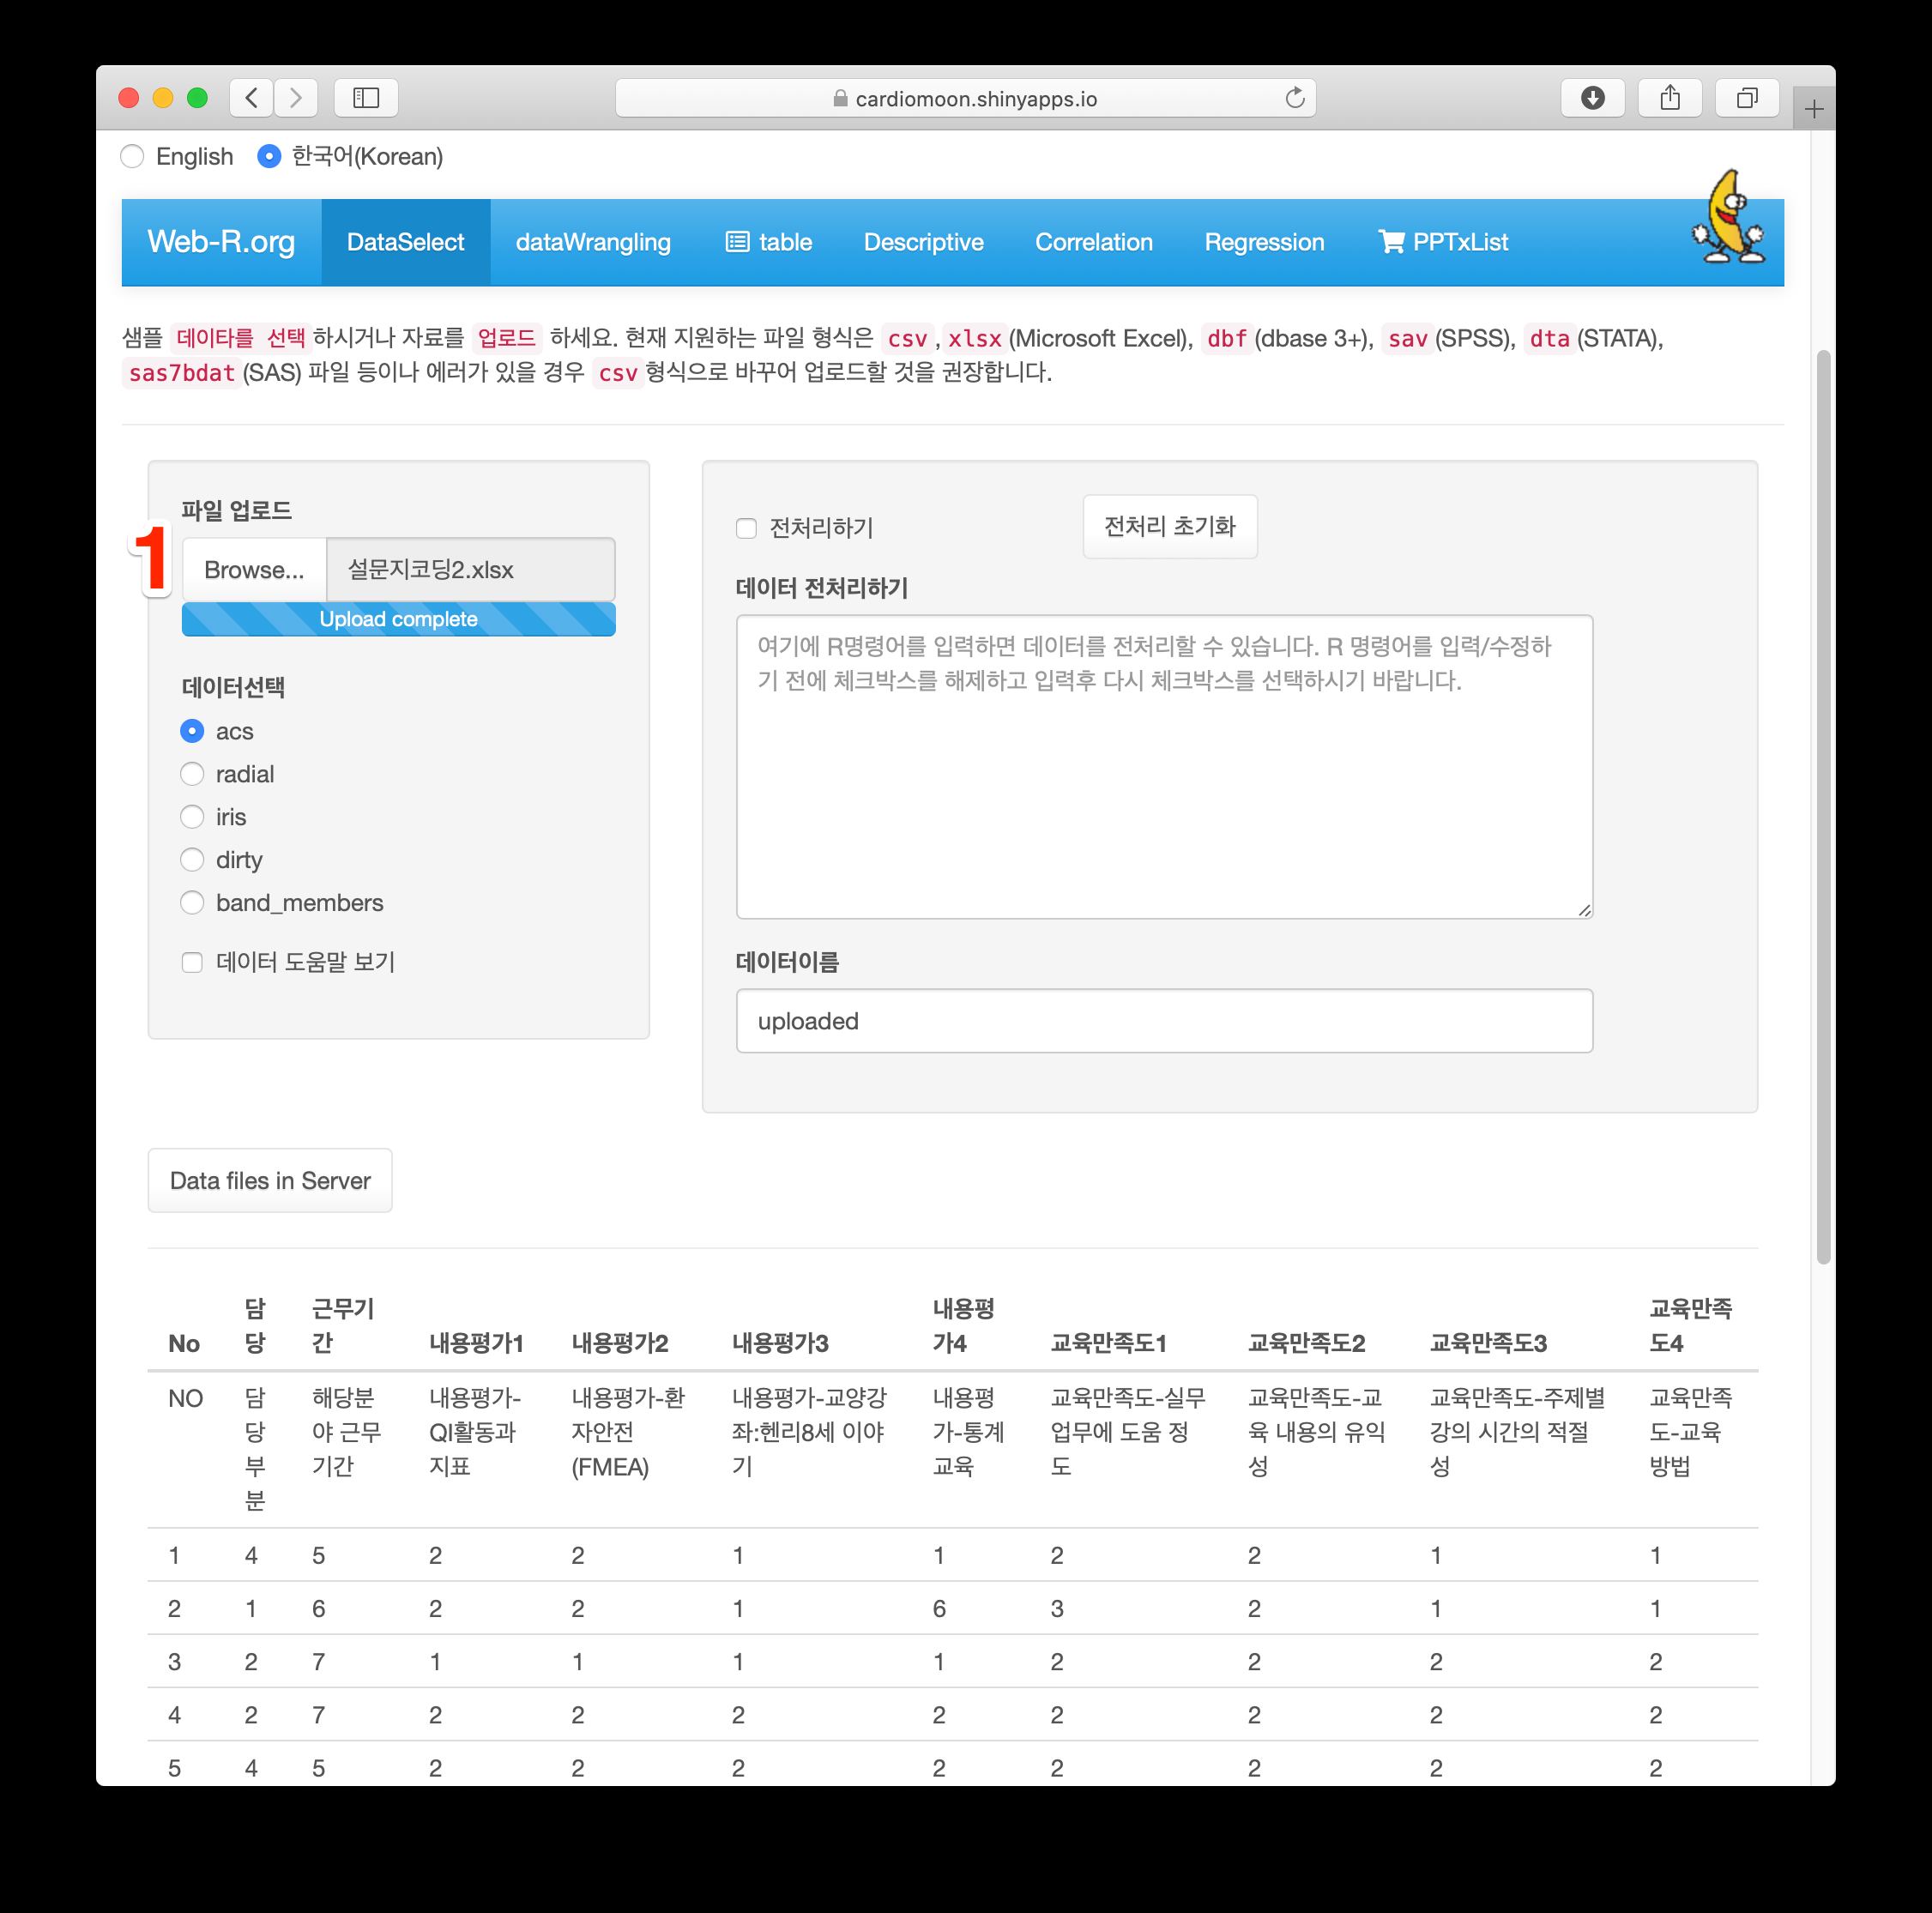 cardiomoon.shinyapps.io
English 한국어(Korean)
Web-R.org DataSelect dataWrangling table Descriptive Correlation Regression PPTxList
샘플 데이타를 선택 하시거나 자료를 업로드 하세요. 현재 지원하는 파일 형식은 csv , xlsx (Microsoft Excel), dbf (dbase 3+), sav (SPSS), dta (STATA),
sas7bdat (SAS) 파일 등이나 에러가 있을 경우 csv 형식으로 바꾸어 업로드할 것을 권장합니다.
파일 업로드
1
Browse... 설문지코딩2.xlsx
Upload complete
데이터선택
acs
radial
iris
dirty
band_members
데이터 도움말 보기
전처리하기 전처리 초기화
데이터 전처리하기
여기에 R명령어를 입력하면 데이터를 전처리할 수 있습니다. R 명령어를 입력/수정하
기 전에 체크박스를 해제하고 입력후 다시 체크박스를 선택하시기 바랍니다.
데이터이름
uploaded
Data files in Server
담 근무기 내용평 교육만족
No 당 간 내용평가1 내용평가2 내용평가3 가4 교육만족도1 교육만족도2 교육만족도3 도4
NO 담 해당분 내용평가- 내용평가-환 내용평가-교양강 내용평 교육만족도-실무 교육만족도-교 교육만족도-주제별 교육만족
당 야 근무 QI활동과 자안전 좌:헨리8세 이야 가-통계 업무에 도움 정 육 내용의 유익 강의 시간의 적절 도-교육
부 기간 지표 (FMEA) 기 교육 도 성 성 방법
분
1 4 5 2 2 1 1 2 2 1 1
2 1 6 2 2 1 6 3 2 1 1
3 2 7 1 1 1 1 2 2 2 2
4 2 7 2 2 2 2 2 2 2 2
5 4 5 2 2 2 2 2 2 2 2